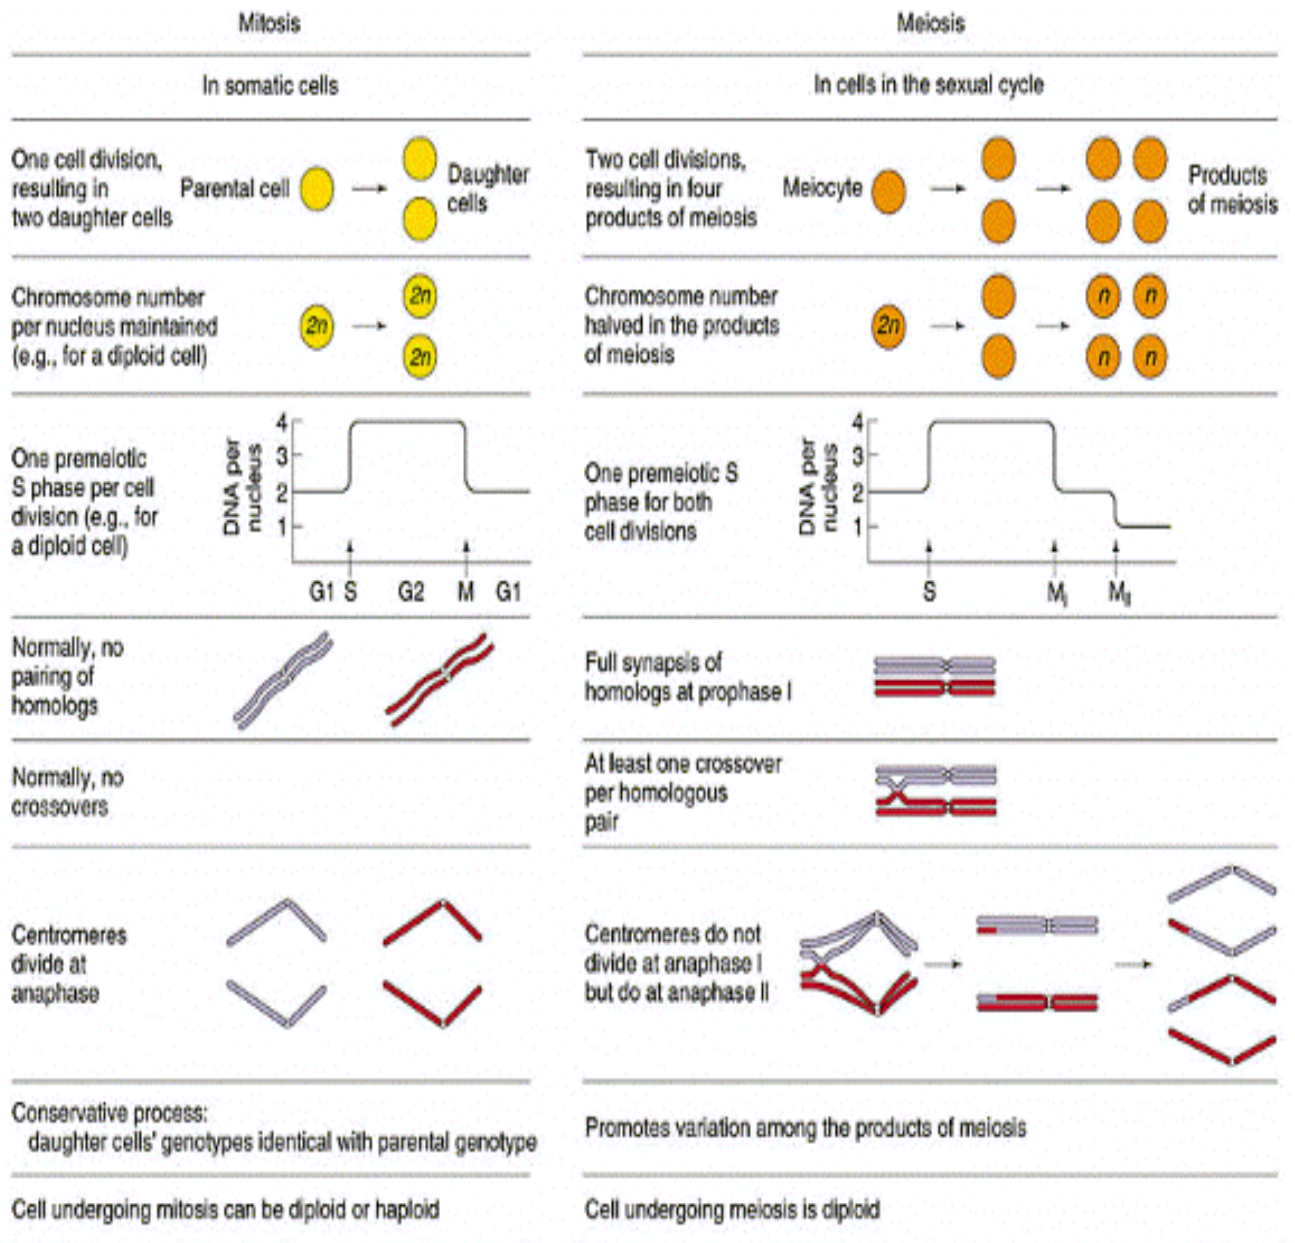 Mitosis
Meiosis
In somatic cells
In cells in the sexual cycle
One cell division,
resulting in
two daughter cells
Parental cell
Daughter
cells
Two cell divisions,
resulting in four
products of meiosis
Meiocyte
Products
of meiosis
Chromosome number
per nucleus maintained
(e.g., for a diploid cell)
2n
2n
2n
Chromosome number
halved in the products
of meiosis
2n
n n
n n
One premeiotic
S phase per cell
division (e.g., for
a diploid cell)
DNA per
nucleus
4
3
2
1
G1 S G2 M G1
One premeiotic S
phase for both
cell divisions
DNA per
nucleus
4
3
2
1
S MI MII
Normally, no
pairing of
homologs
Full synapsis of
homologs at prophase I
Normally, no
crossovers
At least one crossover
per homologous
pair
Centromeres
divide at
anaphase
Centromeres do not
divide at anaphase I
but do at anaphase II
Conservative process:
daughter cells' genotypes identical with parental genotype
Promotes variation among the products of meiosis
Cell undergoing mitosis can be diploid or haploid
Cell undergoing meiosis is diploid